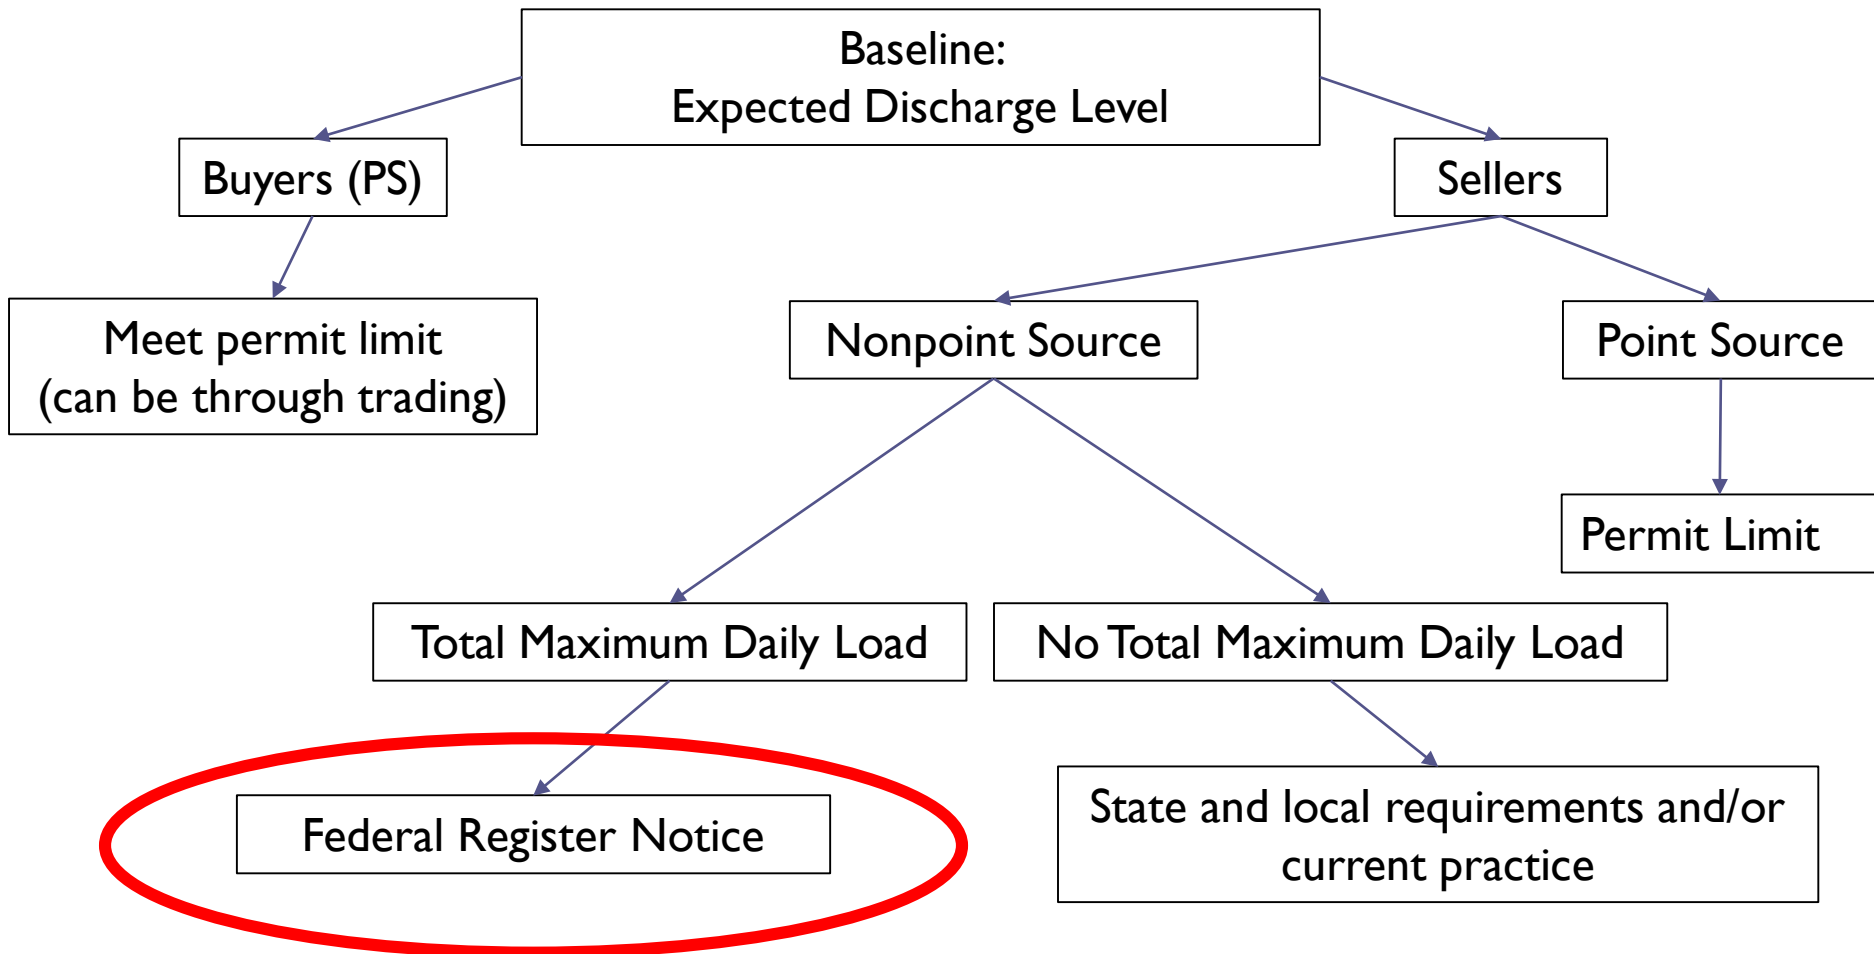 Baseline:
Expected Discharge Level
Buyers (PS)
Sellers
Meet permit limit
(can be through trading)
Nonpoint Source
Point Source
Permit Limit
Total Maximum Daily Load
No Total Maximum Daily Load
Federal Register Notice
State and local requirements and/or
current practice